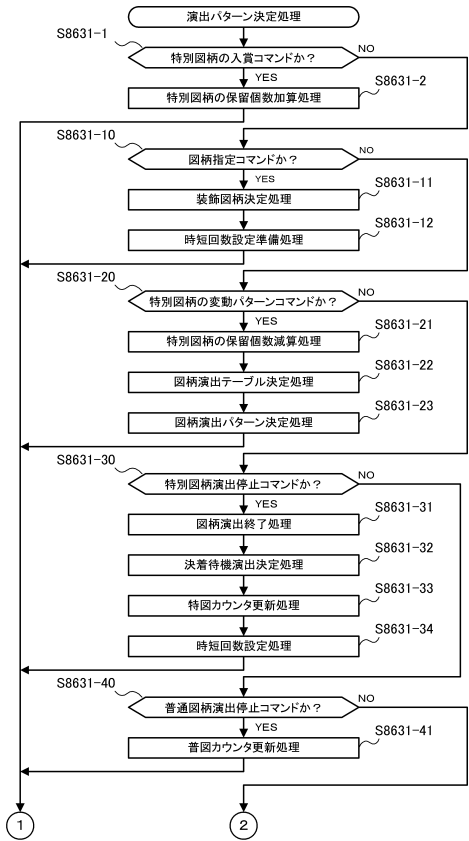 演出パターン決定処理
S8631-1
特別図柄の入賞コマンドか？
NO
YES
S8631-2
特別図柄の保留個数加算処理
S8631-10
図柄指定コマンドか？
NO
YES
S8631-11
装飾図柄決定処理
S8631-12
時短回数設定準備処理
S8631-20
特別図柄の変動パターンコマンドか？
NO
YES
S8631-21
特別図柄の保留個数減算処理
S8631-22
図柄演出テーブル決定処理
S8631-23
図柄演出パターン決定処理
S8631-30
特別図柄演出停止コマンドか？
NO
YES
S8631-31
図柄演出終了処理
S8631-32
決着待機演出決定処理
S8631-33
特図カウンタ更新処理
S8631-34
時短回数設定処理
S8631-40
普通図柄演出停止コマンドか？
NO
YES
S8631-41
普図カウンタ更新処理
1
2